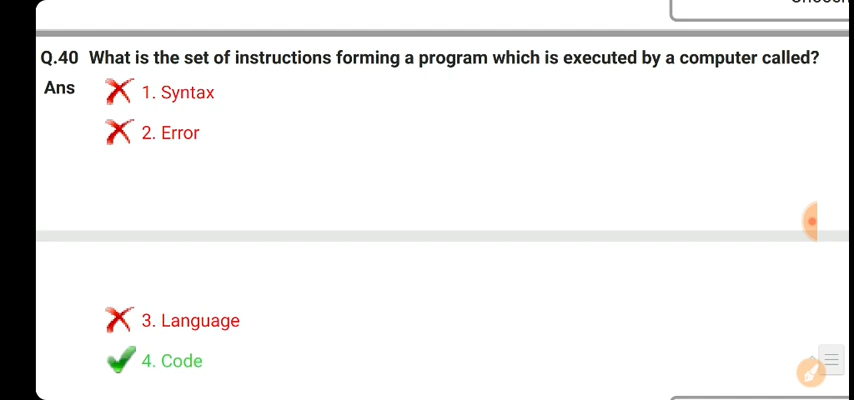 Q.40 What is the set of instructions forming a program which is executed by a computer called?
Ans
1. Syntax
2. Error
3. Language
4. Code